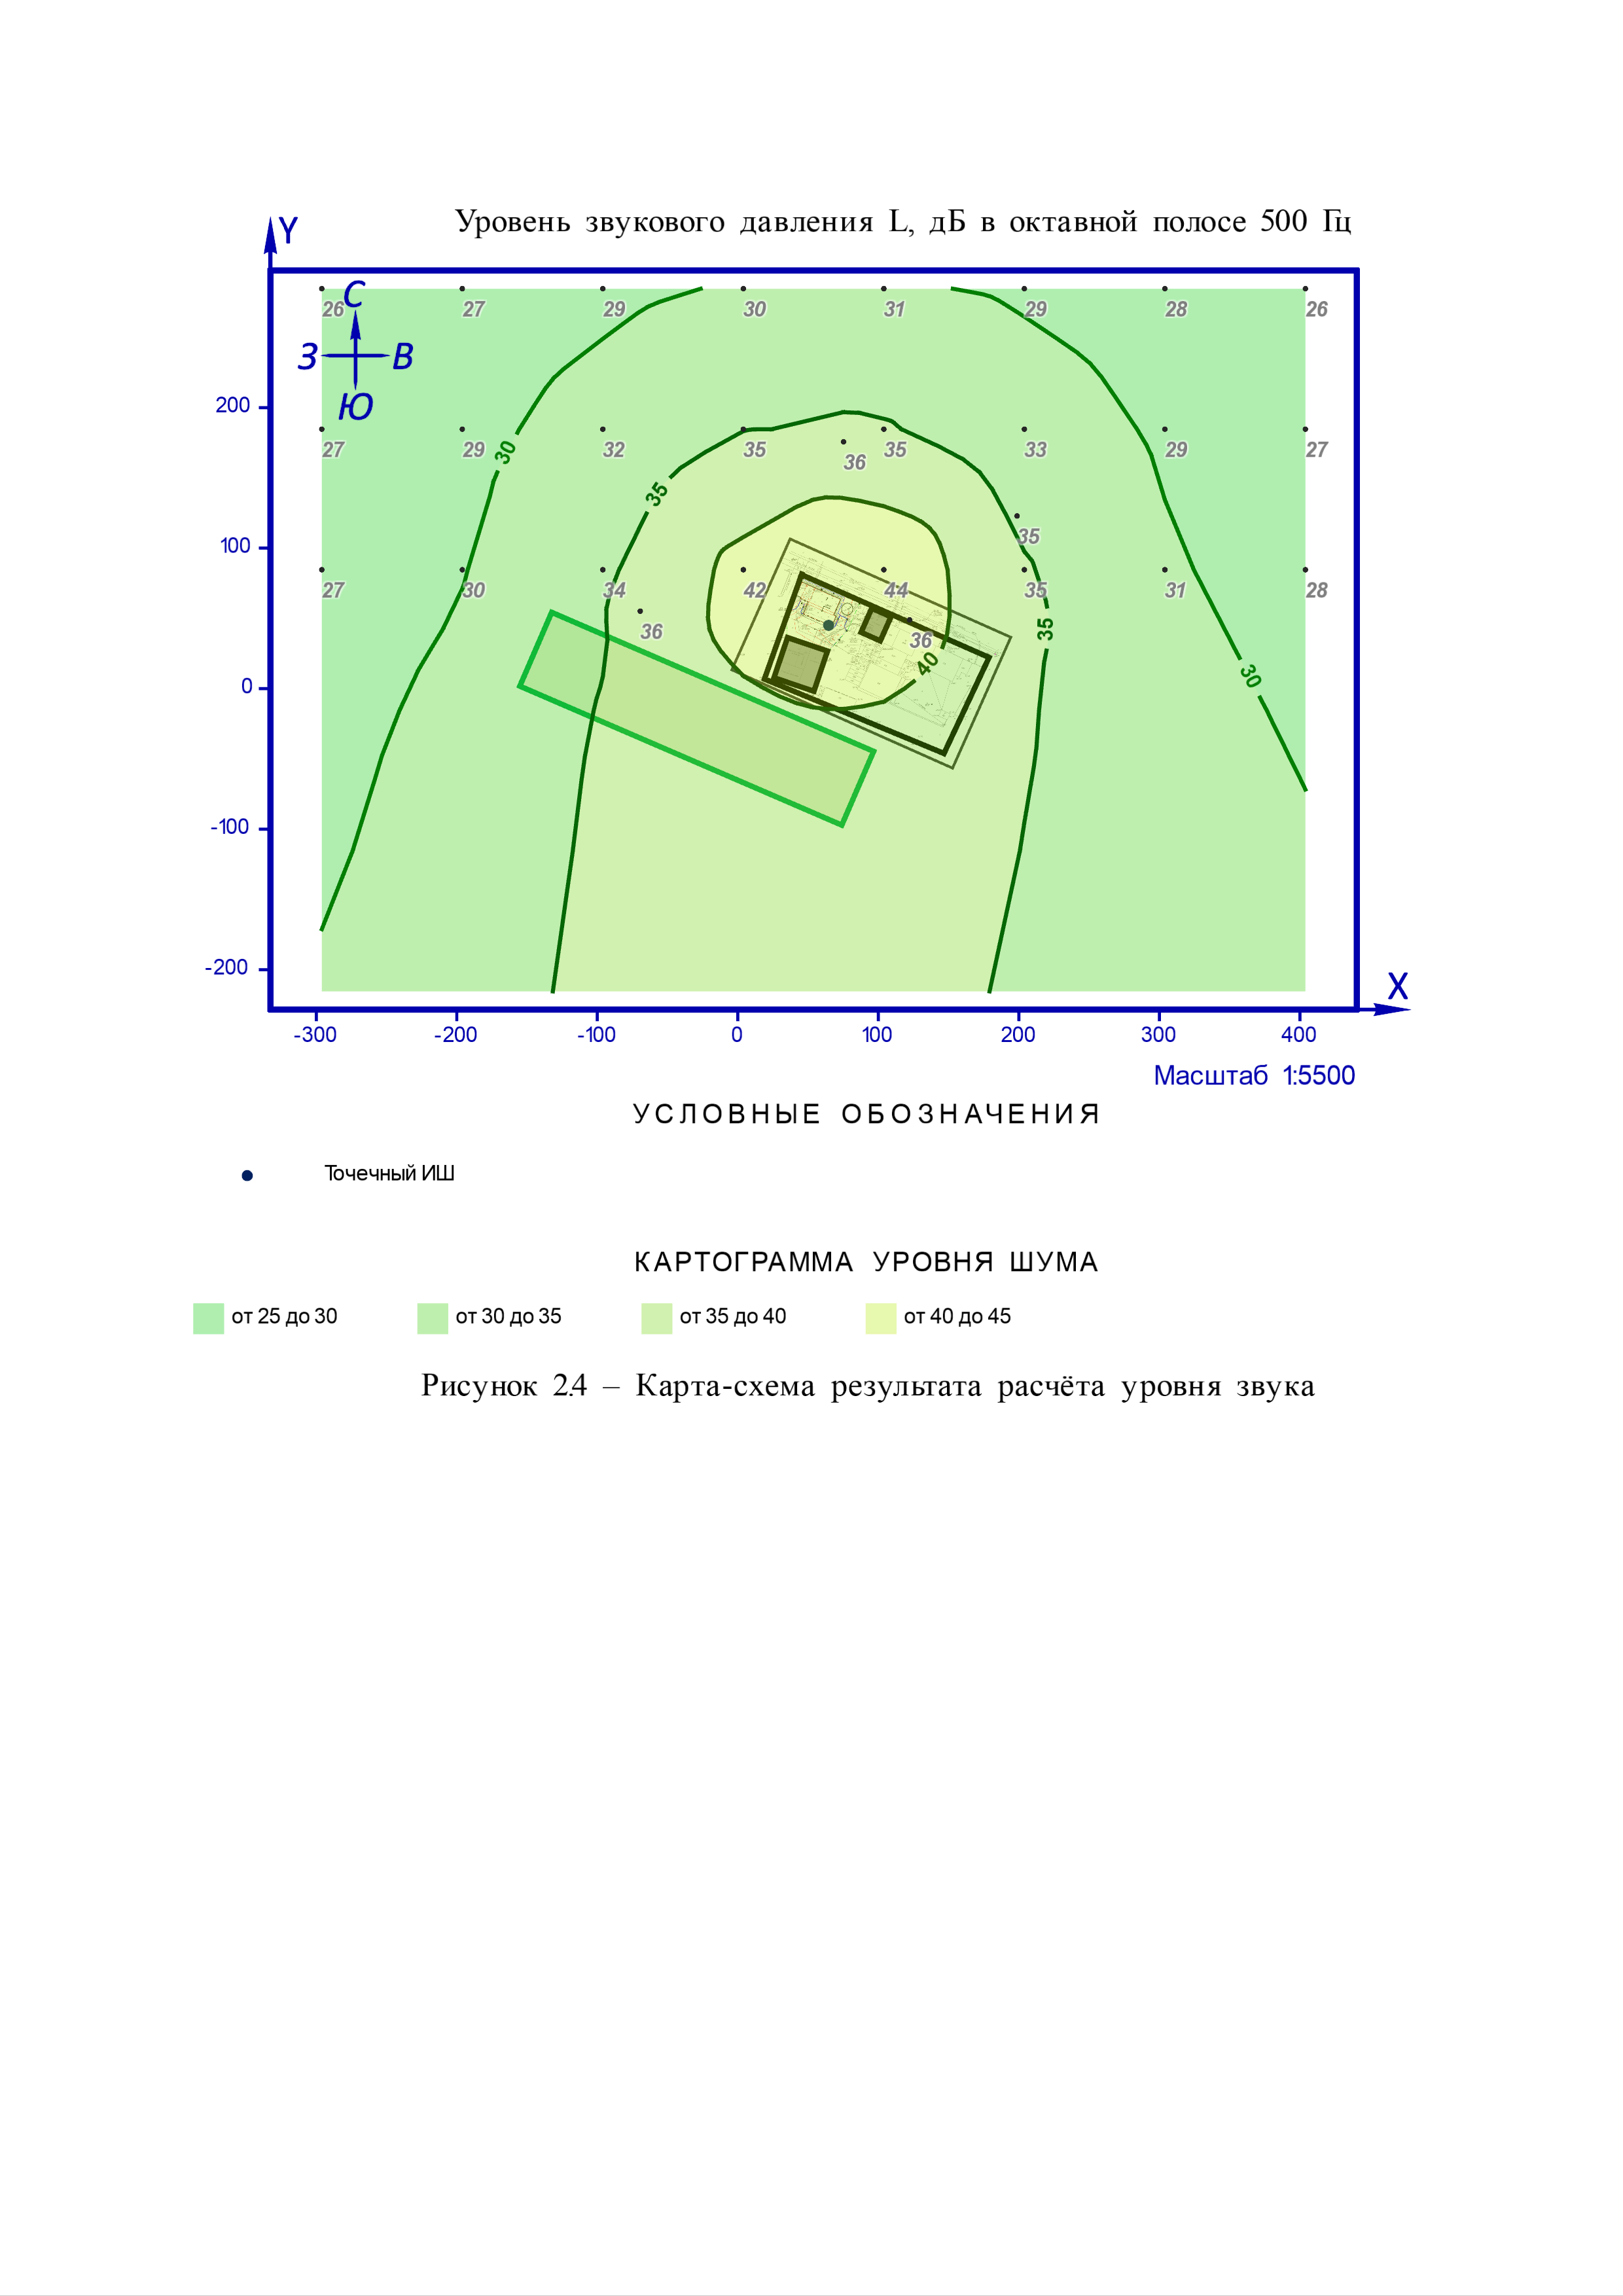 Y
Уровень звукового давления L, дБ в октавной полосе 500 Гц
С
26 27 29 30 31 29 28 26
З В
Ю
200
27 29 32 35 35 33 29 27
30
36
35
35
100
27 30 34 42 44 35 31 28
36
36
35
40
30
0
-100
-200
X
-300 -200 -100 0 100 200 300 400
Масштаб 1:5500
УСЛОВНЫЕ ОБОЗНАЧЕНИЯ
Точечный ИШ
КАРТОГРАММА УРОВНЯ ШУМА
от 25 до 30 от 30 до 35 от 35 до 40 от 40 до 45
Рисунок 2.4 – Карта-схема результата расчёта уровня звука